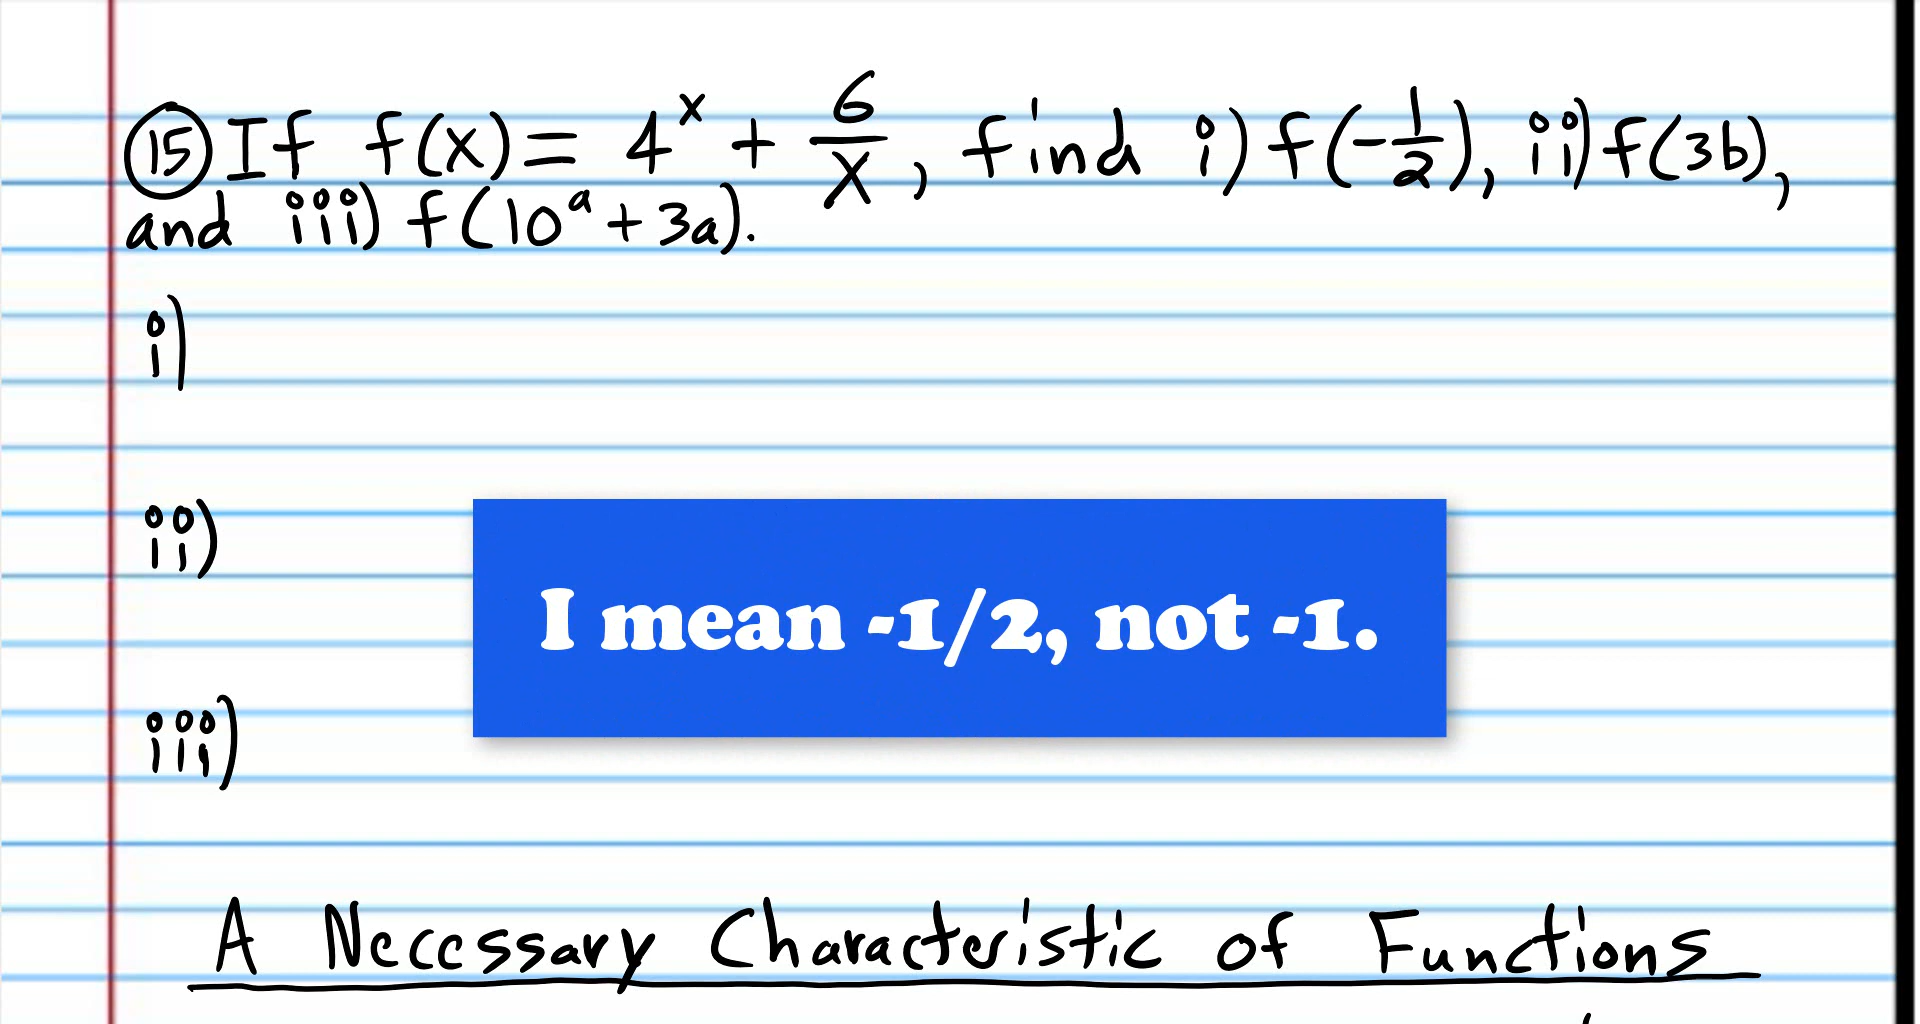 ⑮ If f(x) = 4^x + 6/x, find i) f(-1/2), ii) f(3b),
and iii) f(10^a + 3a).
i)
ii)
I mean -1/2, not -1.
iii)
A Necessary Characteristic of Functions